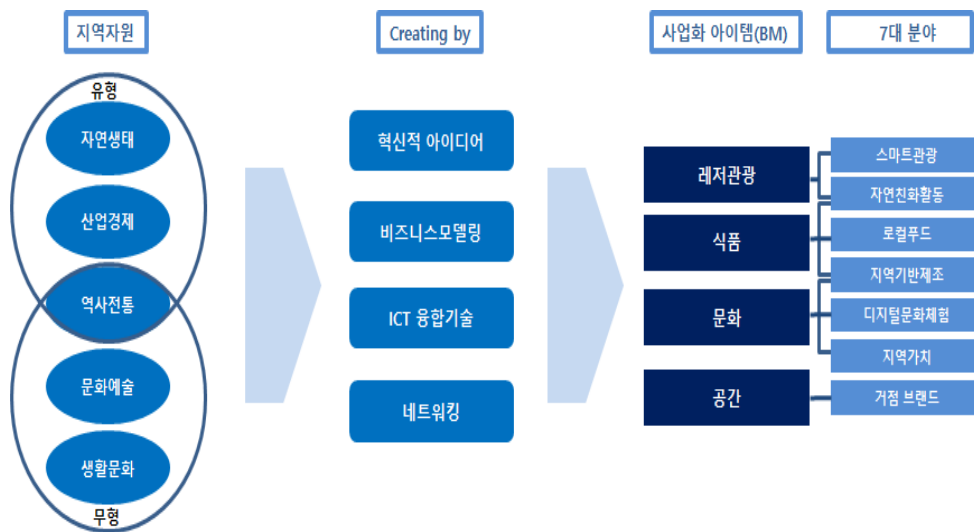 지역자원
Creating by
사업화 아이템(BM)
7대 분야
유형
자연생태
산업경제
역사전통
문화예술
생활문화
무형
혁신적 아이디어
비즈니스모델링
ICT 융합기술
네트워킹
레저관광
식품
문화
공간
스마트관광
자연친화활동
로컬푸드
지역기반제조
디지털문화체험
지역가치
거점 브랜드